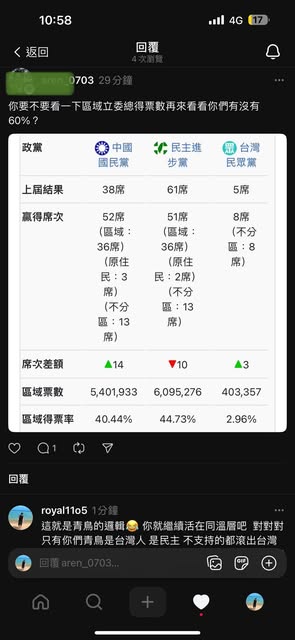 10:58
4G
17
返回
回覆
4 次瀏覽
aren_0703 29分鐘
你要不要看一下區域立委總得票數再來看看你們有沒有
60%？
政黨
中國
國民黨
民主進
步黨
台灣
民眾黨
上屆結果
38席
61席
5席
贏得席次
52席
（區域：
36席）
（原住
民：3
席）
（不分
區：13
席）
51席
（區域：
36席）
（原住
民：2席）
（不分
區：13
席）
8席
（不分
區：8
席）
席次差額
▲14
▼10
▲3
區域票數
5,401,933
6,095,276
403,357
區域得票率
40.44%
44.73%
2.96%
1
回覆
royal11o5 1分鐘
這就是青鳥的邏輯😂 你就繼續活在同溫層吧 對對對
只有你們青鳥是台灣人 是民主 不支持的都滾出台灣
回覆 aren_0703...
GIF